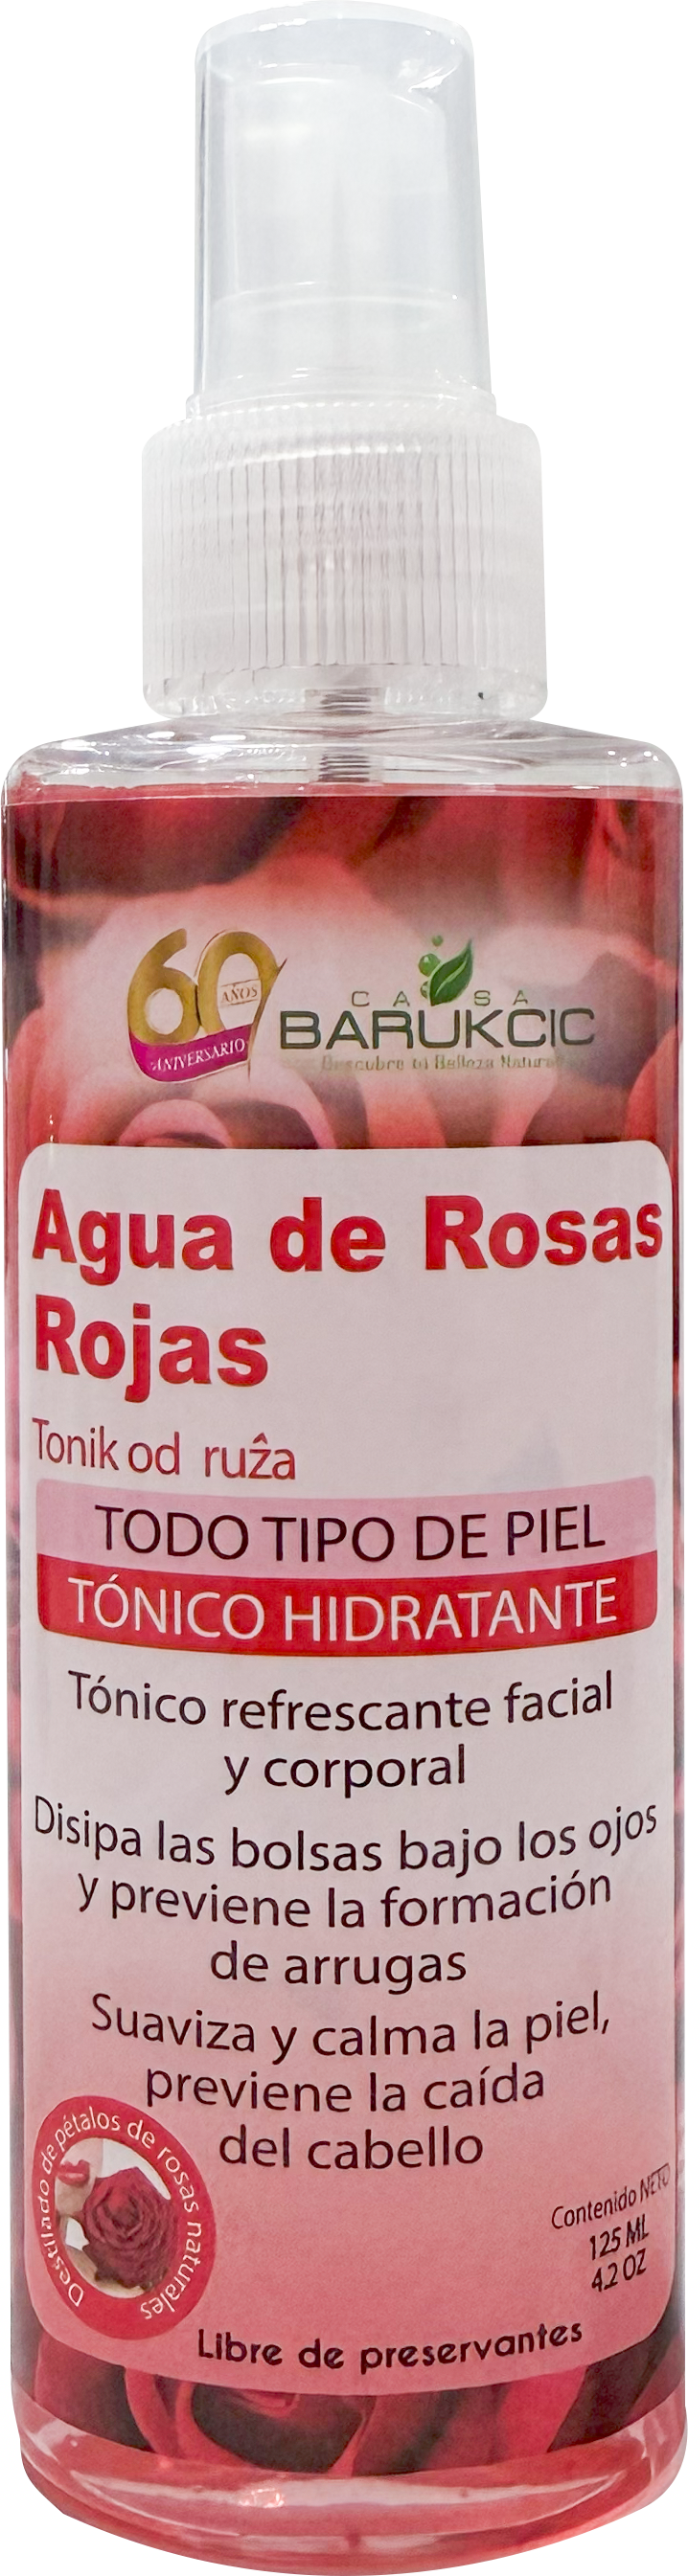 60
AÑOS
ANIVERSARIO
CASA
BARUKCIC
Descubre tu Belleza Natural
Agua de Rosas
Rojas
Tonik od ruẑa
TODO TIPO DE PIEL
TÓNICO HIDRATANTE
Tónico refrescante facial
y corporal
Disipa las bolsas bajo los ojos
y previene la formación
de arrugas
Suaviza y calma la piel,
previene la caída
del cabello
Destilado de pétalos de rosas naturales
Contenido NETO
125 ML
4.2 OZ
Libre de preservantes